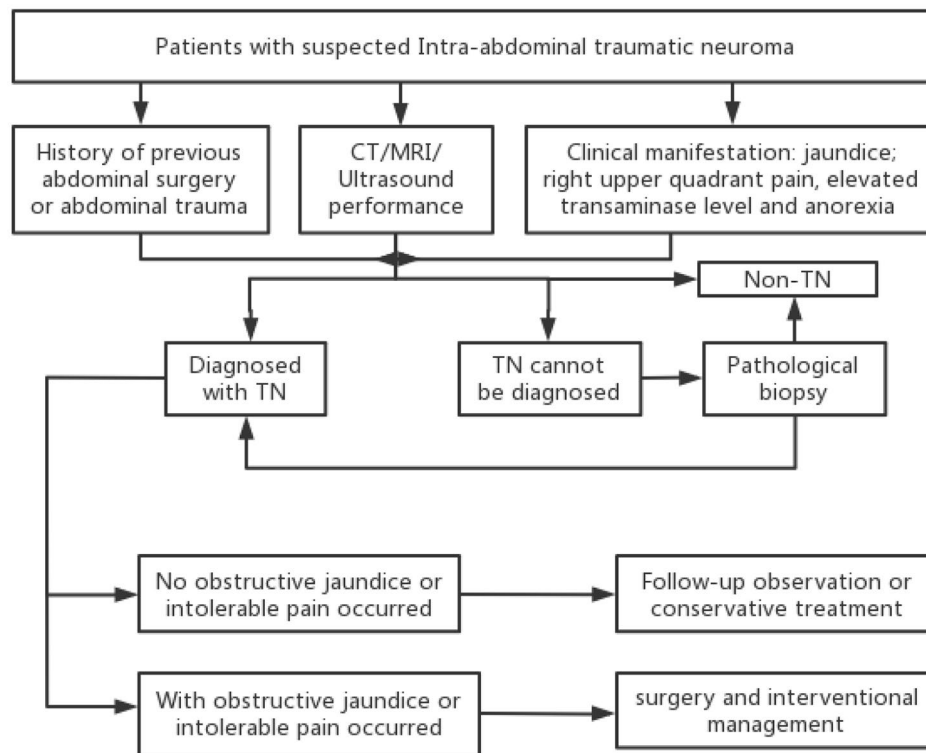 Patients with suspected Intra-abdominal traumatic neuroma
History of previous
abdominal surgery
or abdominal trauma
CT/MRI/
Ultrasound
performance
Clinical manifestation: jaundice;
right upper quadrant pain, elevated
transaminase level and anorexia
Non-TN
Diagnosed
with TN
TN cannot
be diagnosed
Pathological
biopsy
No obstructive jaundice or
intolerable pain occurred
Follow-up observation or
conservative treatment
With obstructive jaundice or
intolerable pain occurred
surgery and interventional
management